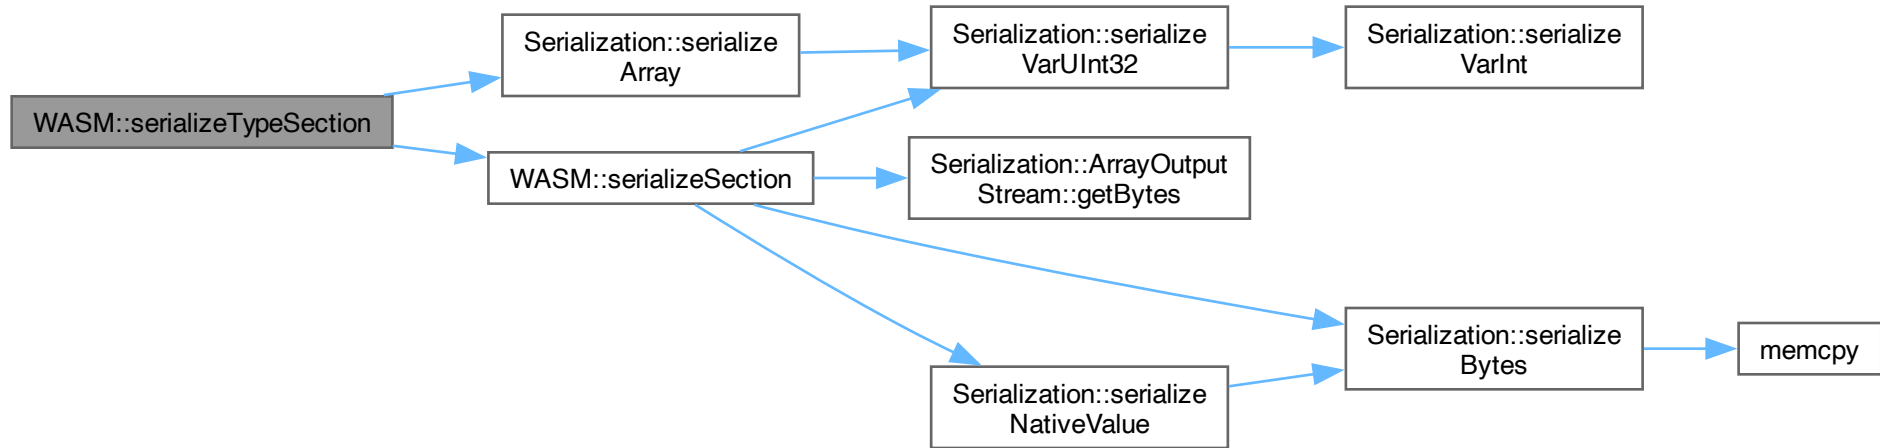 WASM::serializeTypeSection
Serialization::serialize
Array
WASM::serializeSection
Serialization::serialize
VarUInt32
Serialization::ArrayOutput
Stream::getBytes
Serialization::serialize
NativeValue
Serialization::serialize
VarInt
Serialization::serialize
Bytes
memcpy